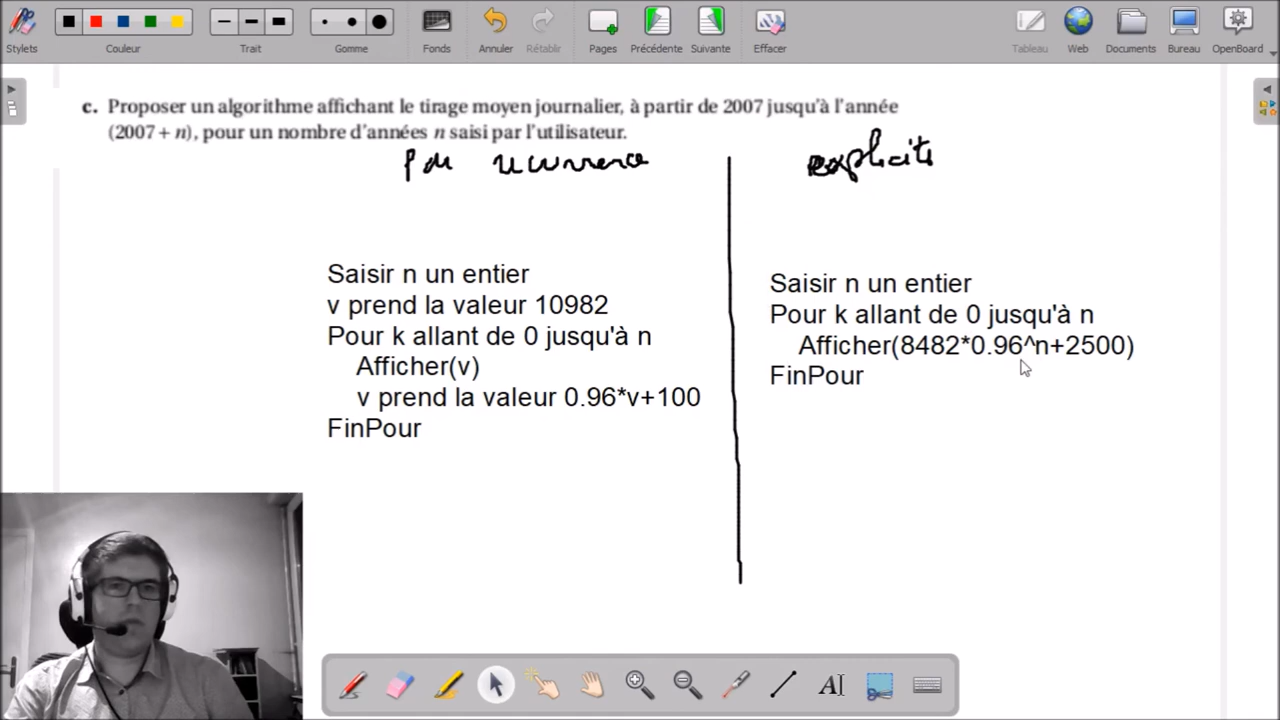 Stylets Couleur Trait Gomme Fonds Annuler Rétablir Pages Précédente Suivante Effacer Tableau Web Documents Bureau OpenBoard
c. Proposer un algorithme affichant le tirage moyen journalier, à partir de 2007 jusqu'à l'année
(2007 + n), pour un nombre d'années n saisi par l'utilisateur.
explicite
Saisir n un entier
v prend la valeur 10982
Pour k allant de 0 jusqu'à n
Afficher(v)
v prend la valeur 0.96*v+100
FinPour
Saisir n un entier
Pour k allant de 0 jusqu'à n
Afficher(8482*0.96^n+2500)
FinPour